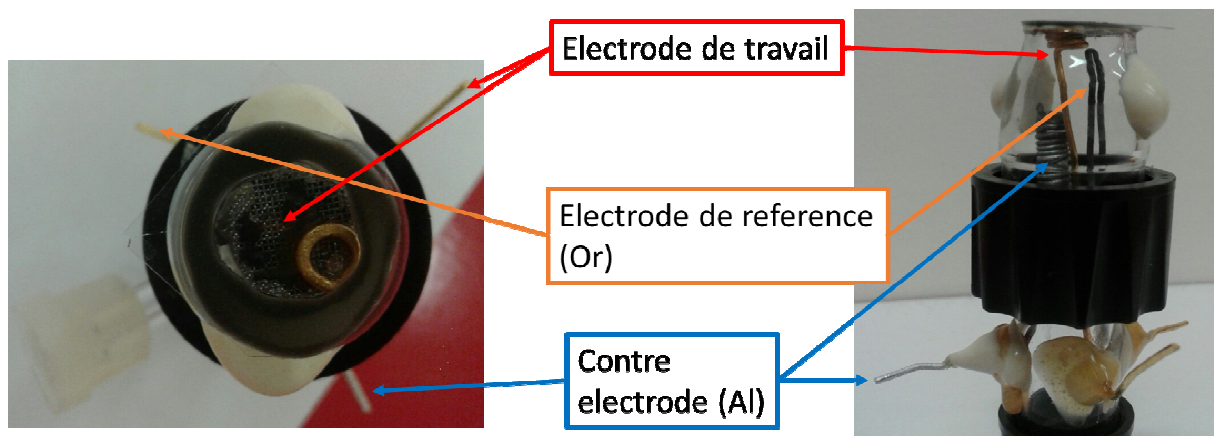 Electrode de travail
Electrode de reference
(Or)
Contre
electrode (Al)